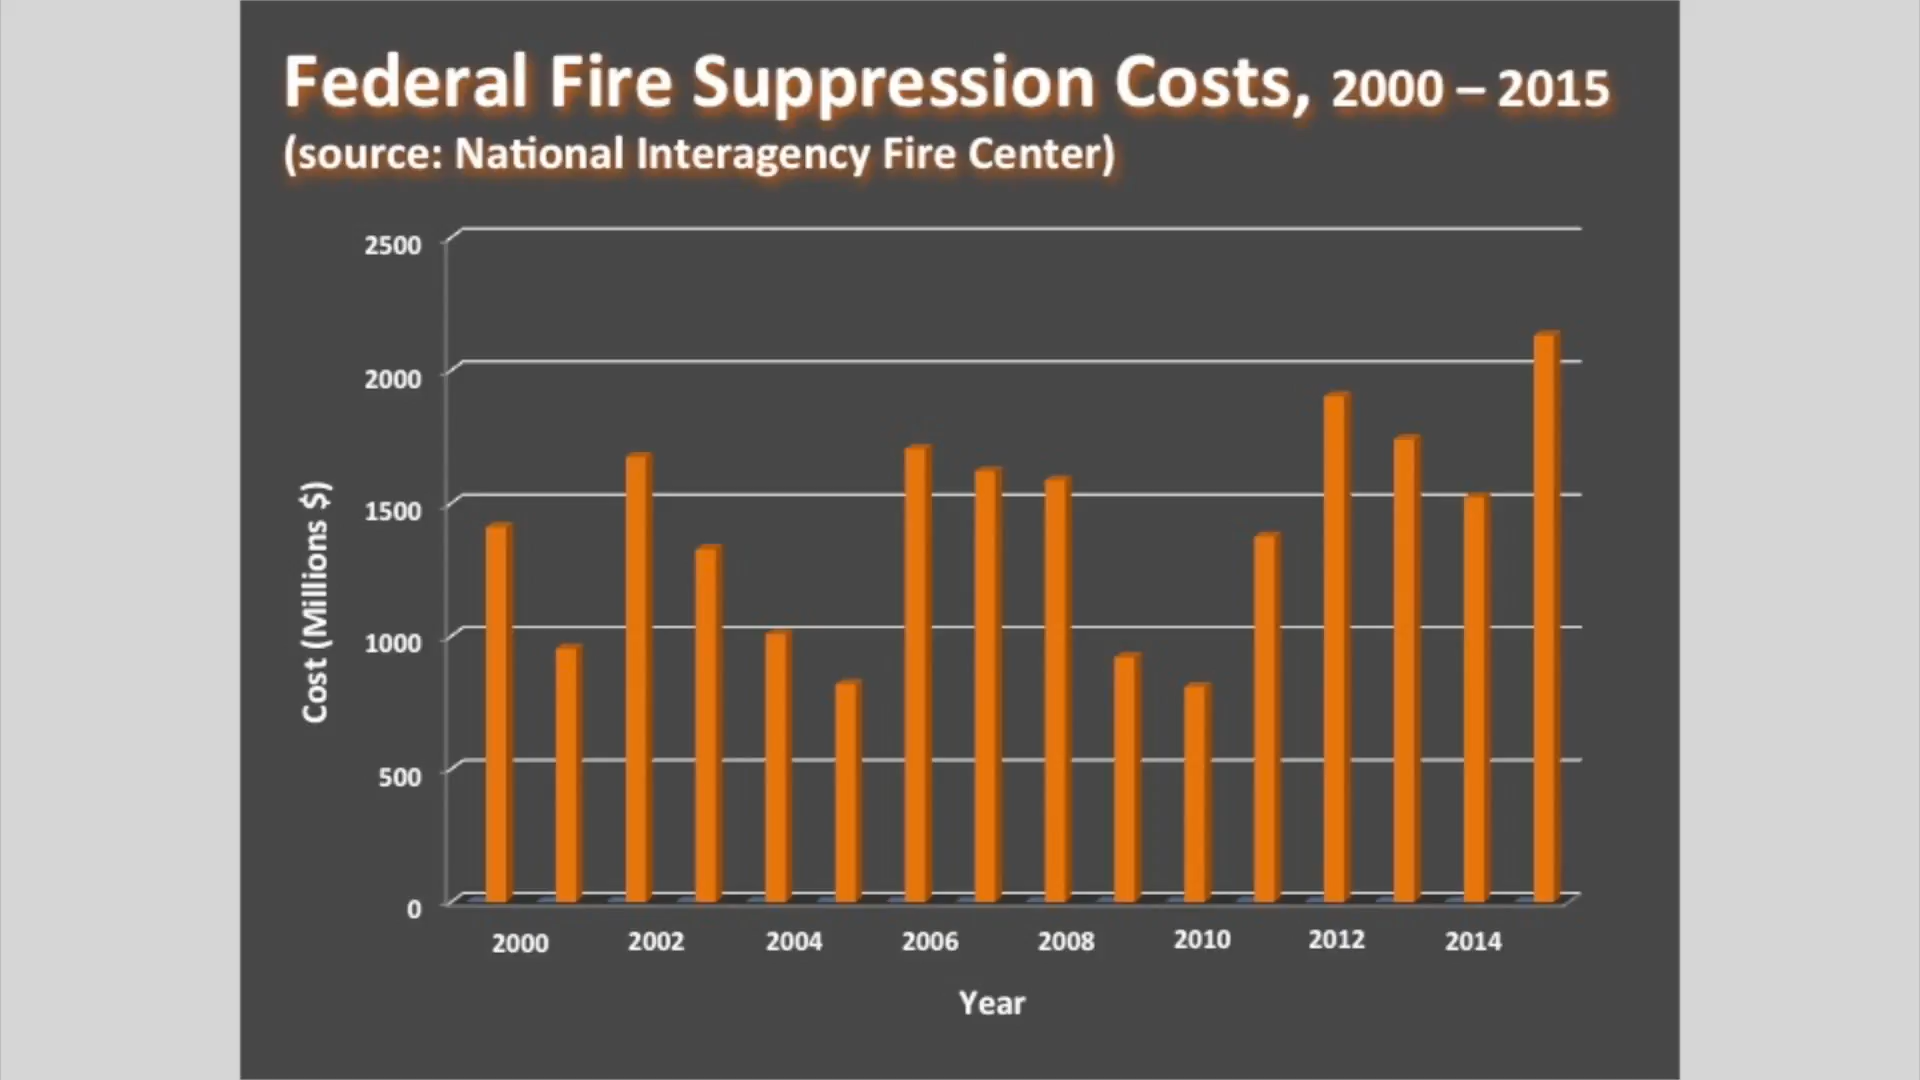 Federal Fire Suppression Costs, 2000 – 2015
(source: National Interagency Fire Center)
2500
2000
1500
1000
500
0
Cost (Millions $)
2000 2002 2004 2006 2008 2010 2012 2014
Year